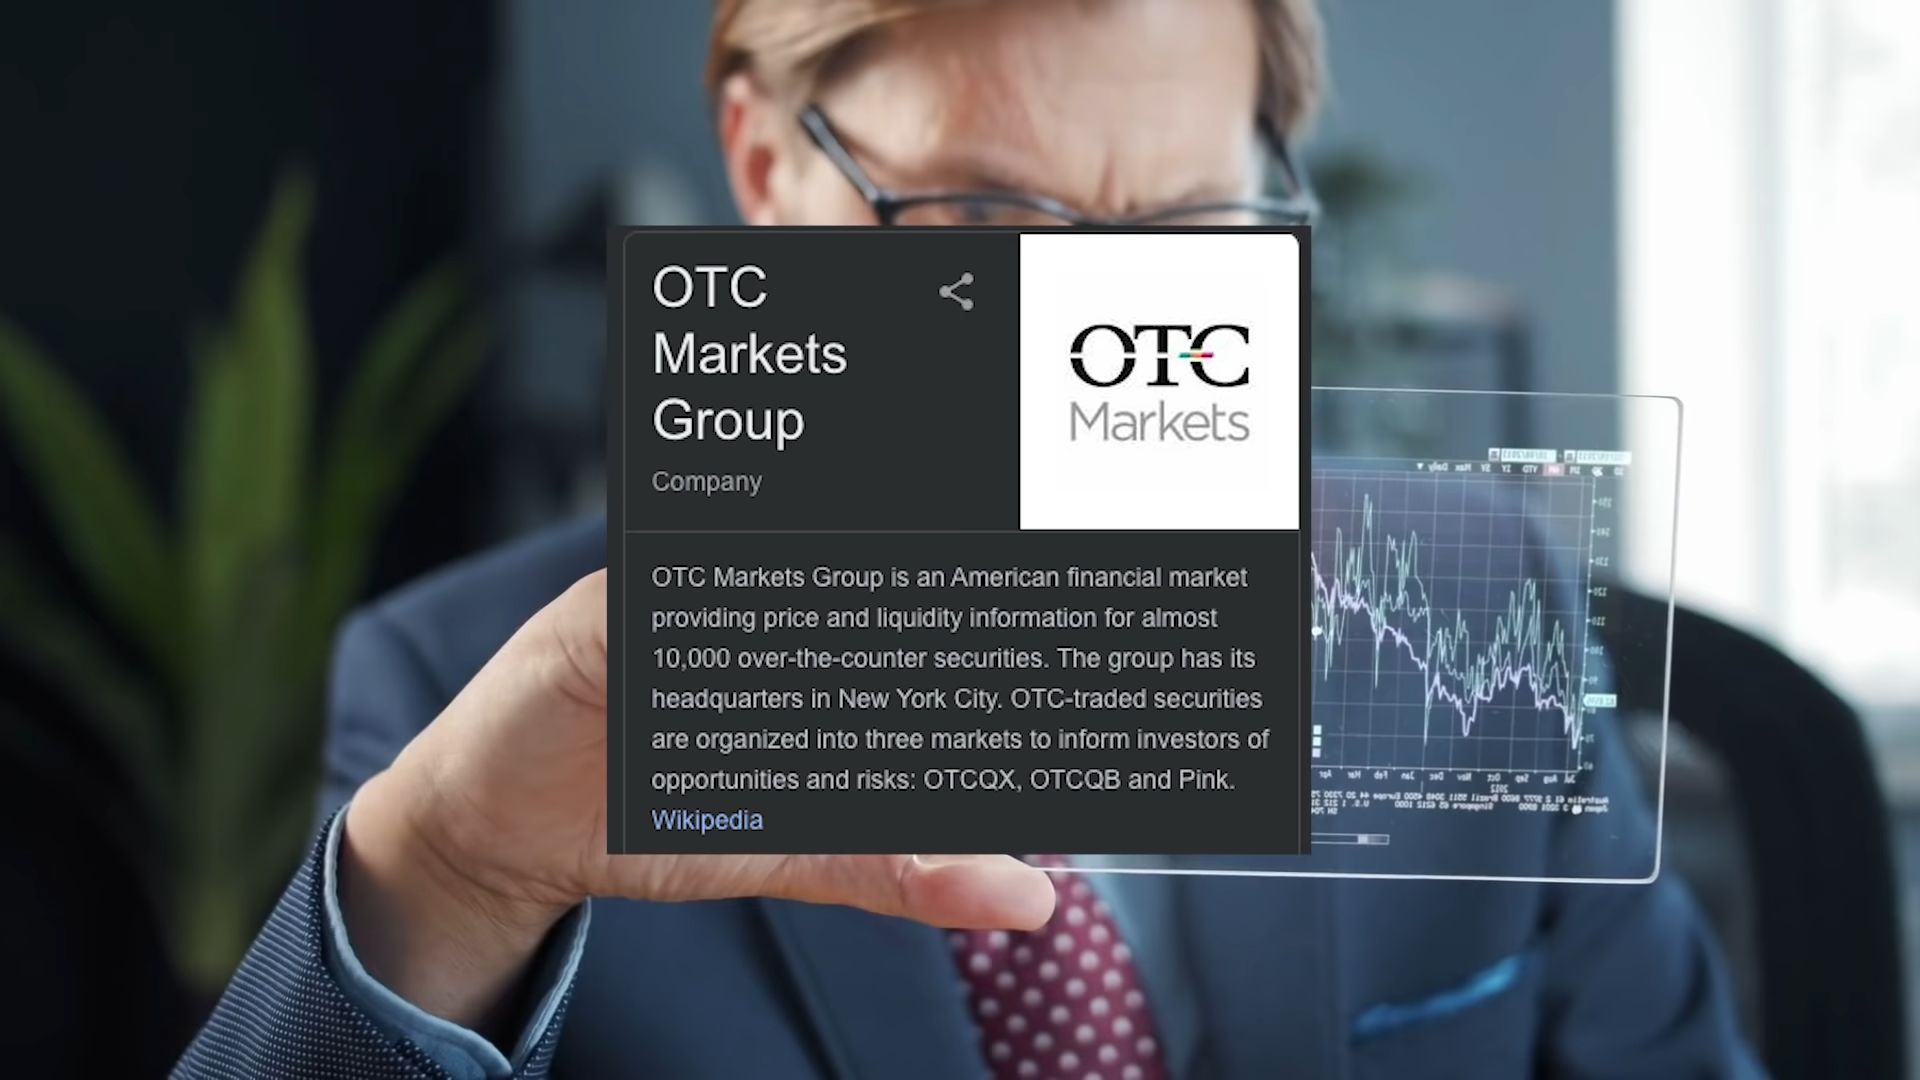 OTC
Markets
Group
Company
OTC
Markets
OTC Markets Group is an American financial market
providing price and liquidity information for almost
10,000 over-the-counter securities. The group has its
headquarters in New York City. OTC-traded securities
are organized into three markets to inform investors of
opportunities and risks: OTCQX, OTCQB and Pink.
Wikipedia